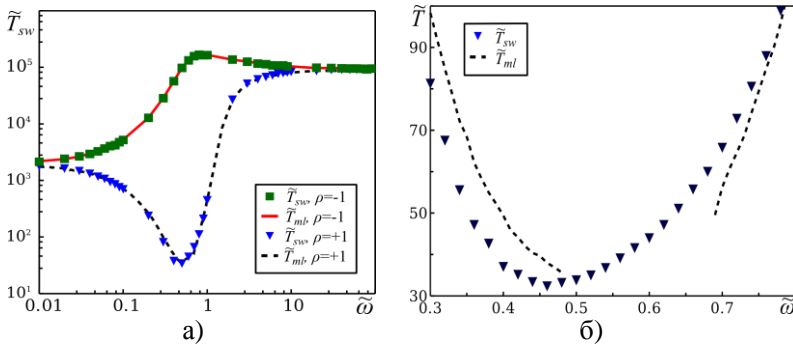 T̃sw
10⁵
10⁴
10³
10²
10¹
0.01 0.1 1 10 ω̃
T̃sw, ρ=-1
T̃ml, ρ=-1
T̃sw, ρ=+1
T̃ml, ρ=+1
а)
T̃
90
70
50
30
0.3 0.4 0.5 0.6 0.7 ω̃
T̃sw
T̃ml
б)